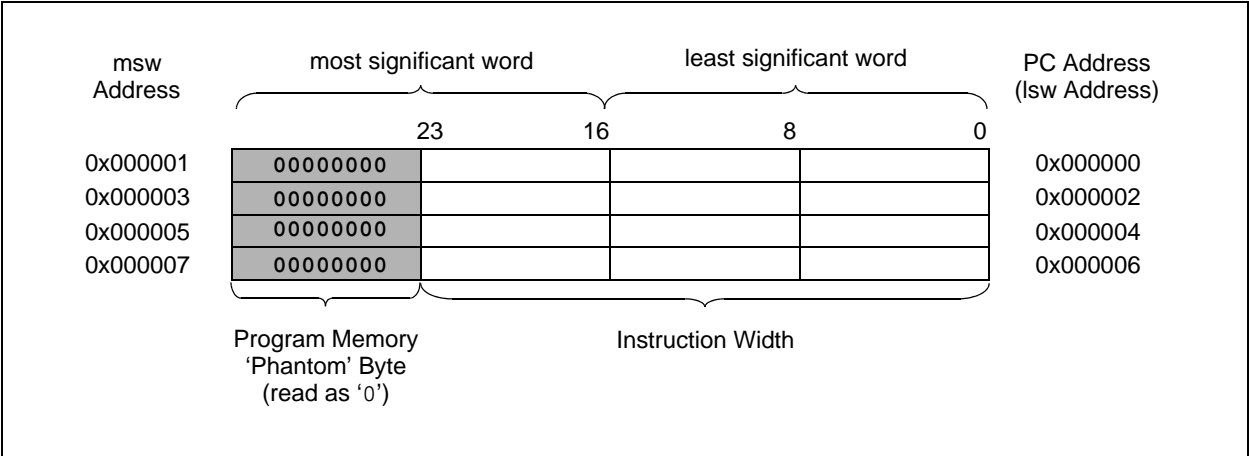 msw
Address
most significant word
least significant word
PC Address
(lsw Address)
23 16 8 0
0x000001 00000000 0x000000
0x000003 00000000 0x000002
0x000005 00000000 0x000004
0x000007 00000000 0x000006
Program Memory
‘Phantom’ Byte
(read as ‘0’)
Instruction Width